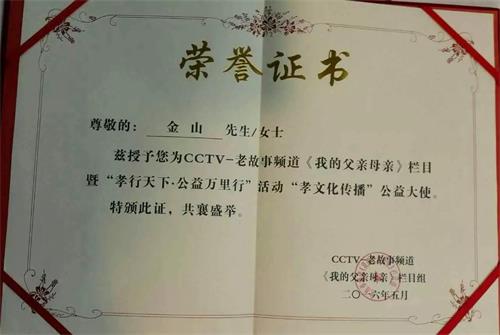 荣誉证书
尊敬的： 金山 先生/女士
兹授予您为CCTV-老故事频道《我的父亲母亲》栏目
暨“孝行天下·公益万里行”活动“孝文化传播”公益大使。
特颁此证，共襄盛举。
CCTV-老故事频道
《我的父亲母亲》栏目组
二〇一六年五月